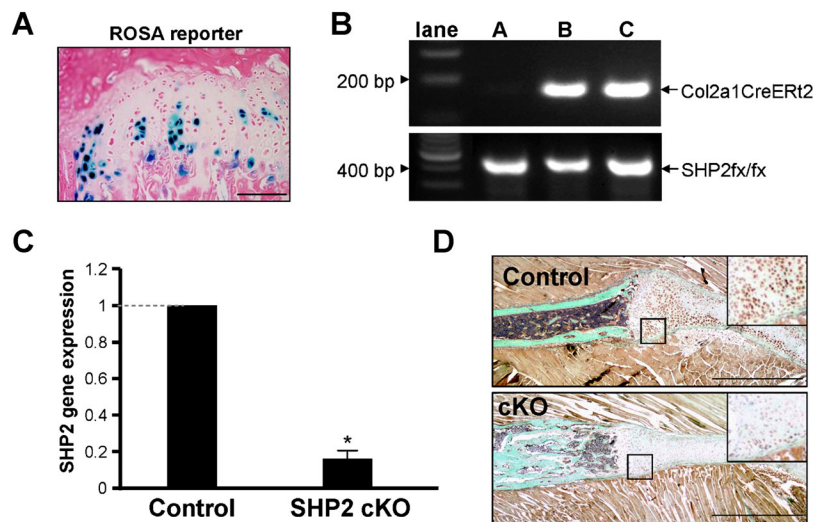 A
ROSA reporter
B
lane A B C
200 bp
Col2a1CreERt2
400 bp
SHP2fx/fx
C
SHP2 gene expression
1.2
1
0.8
0.6
0.4
0.2
0
*
Control SHP2 cKO
D
Control
cKO